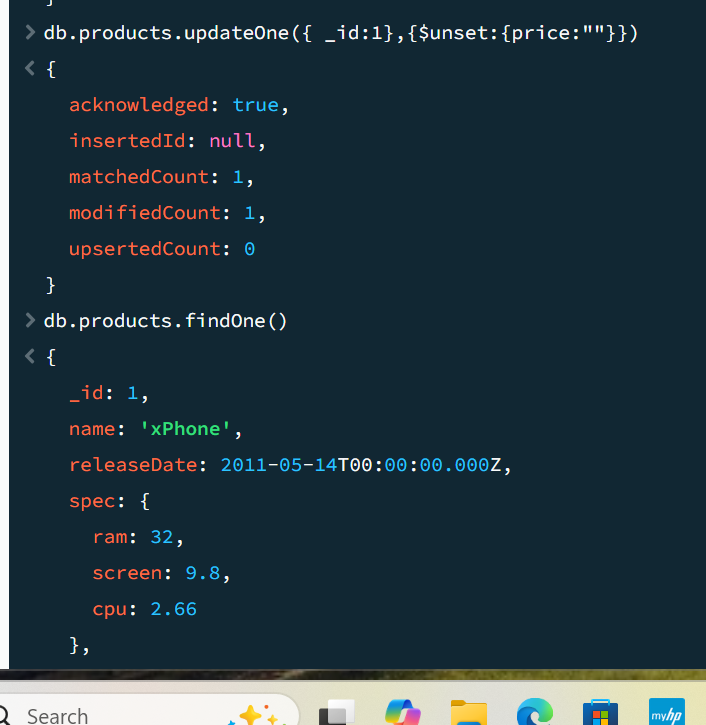 }
> db.products.updateOne({ _id:1},{$unset:{price:""}})
< {
acknowledged: true,
insertedId: null,
matchedCount: 1,
modifiedCount: 1,
upsertedCount: 0
}
> db.products.findOne()
< {
_id: 1,
name: 'xPhone',
releaseDate: 2011-05-14T00:00:00.000Z,
spec: {
ram: 32,
screen: 9.8,
cpu: 2.66
},
Search
myhp